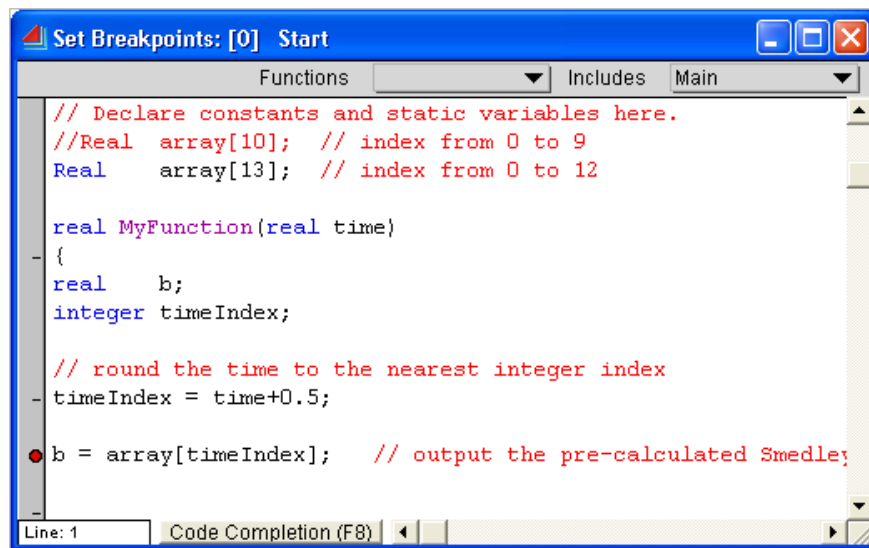 Set Breakpoints: [0] Start
Functions Includes Main
// Declare constants and static variables here.
//Real array[10]; // index from 0 to 9
Real array[13]; // index from 0 to 12
real MyFunction(real time)
{
real b;
integer timeIndex;
// round the time to the nearest integer index
timeIndex = time+0.5;
b = array[timeIndex]; // output the pre-calculated Smedley
Line: 1 Code Completion (F8)